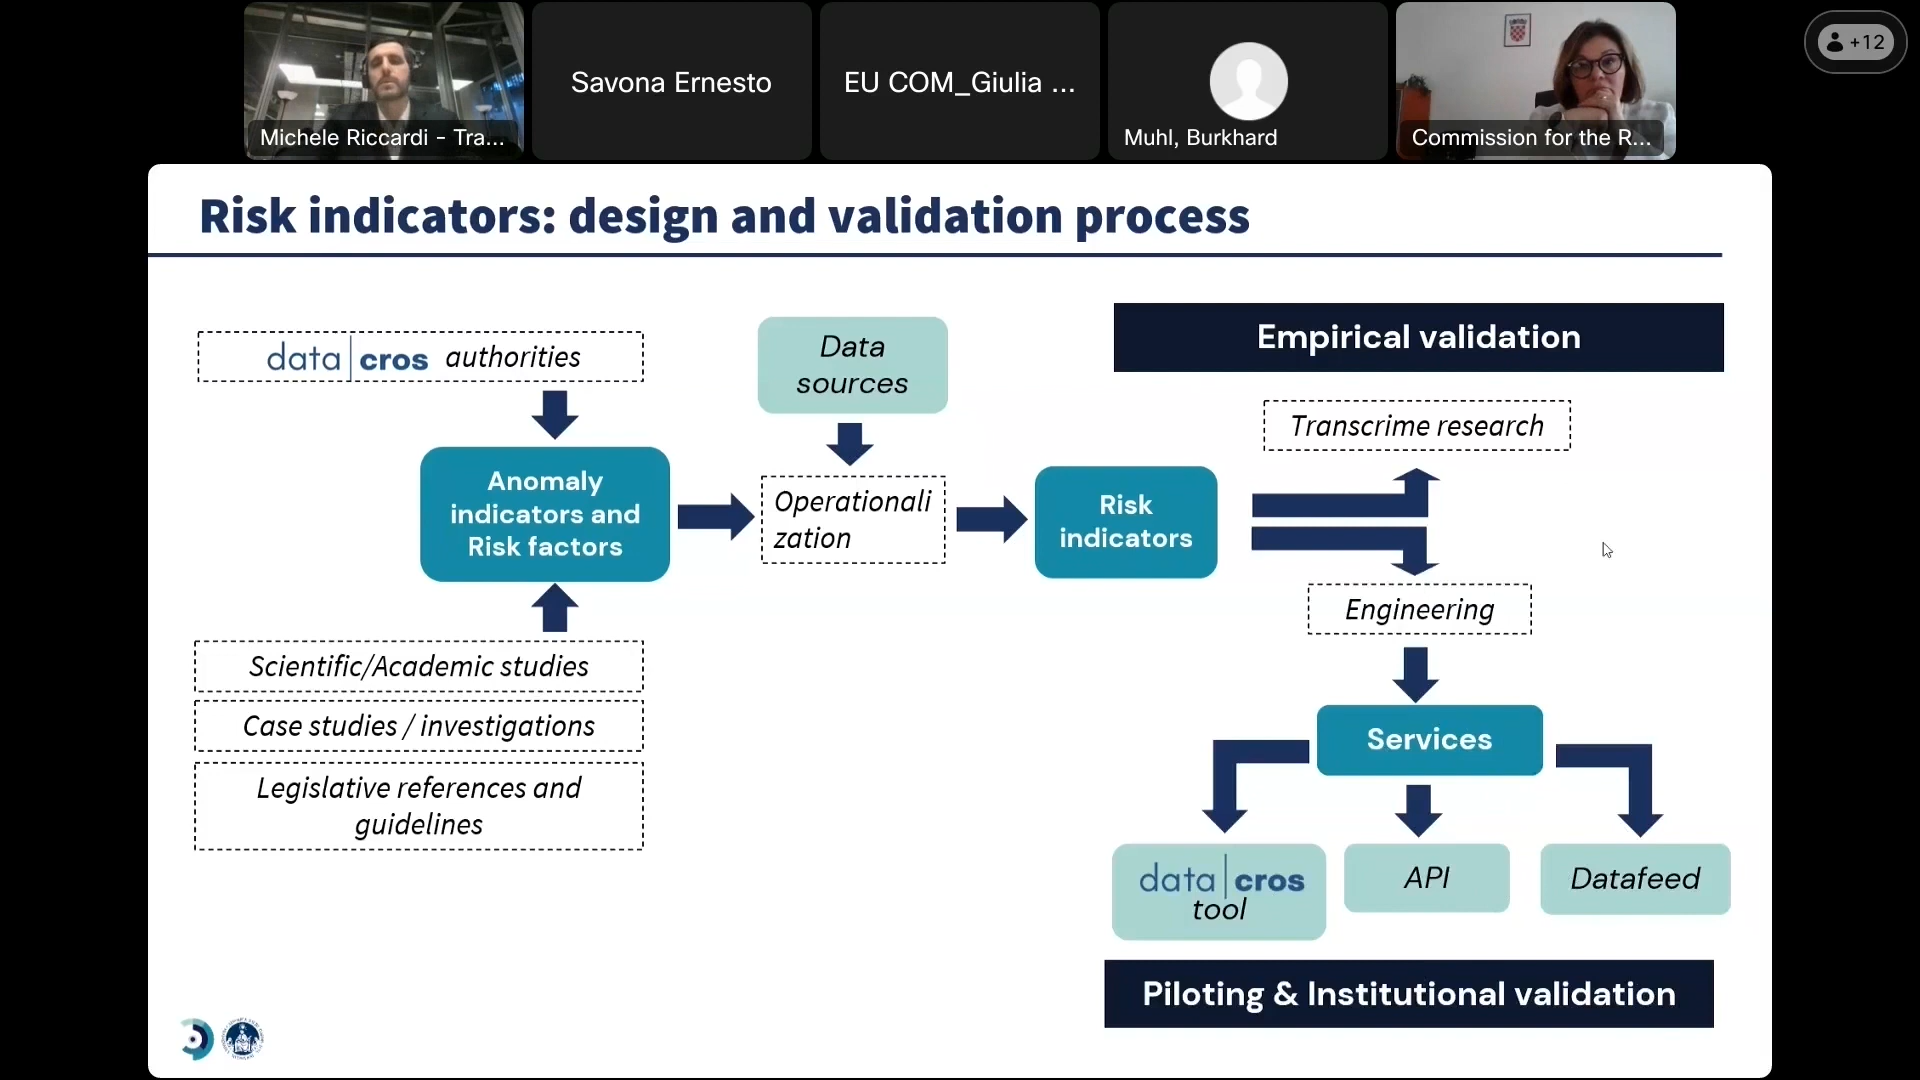 Michele Riccardi - Tra...
Savona Ernesto
EU COM_Giulia ...
Muhl, Burkhard
Commission for the R...
+12
Risk indicators: design and validation process
data cros authorities
Anomaly
indicators and
Risk factors
Scientific/Academic studies
Case studies / investigations
Legislative references and
guidelines
Data
sources
Operationali
zation
Risk
indicators
Empirical validation
Transcrime research
Engineering
Services
data cros
tool
API
Datafeed
Piloting & Institutional validation